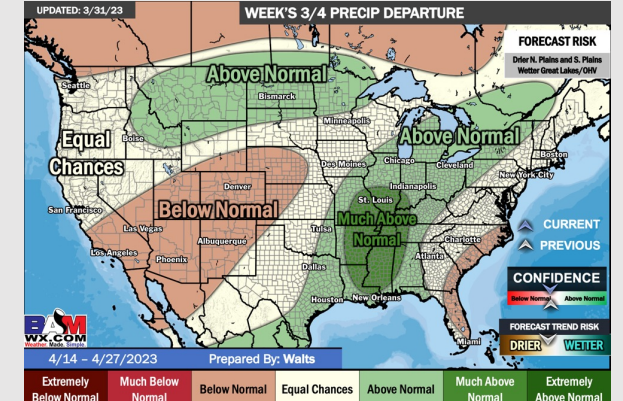 UPDATED: 3/31/23
WEEK'S 3/4 PRECIP DEPARTURE
FORECAST RISK
Drier N. Plains and S. Plains
Wetter Great Lakes/OHV
Seattle
Above Normal
Bismarck
Minneapolis
Equal
Chances
Boise
Above Normal
Boston
Des Moines
Chicago
Cleveland
New York City
Denver
Indianapolis
San Francisco
Below Normal
St. Louis
Much Above
Normal
CURRENT
PREVIOUS
Las Vegas
Tulsa
Charlotte
Los Angeles
Albuquerque
Phoenix
Atlanta
Dallas
CONFIDENCE
Below Normal
Above Normal
Houston
New Orleans
BAM
WX.COM
Weather. Made. Simple.
FORECAST TREND RISK
DRIER
WETTER
Miami
4/14 – 4/27/2023
Prepared By: Walts
Extremely
Below Normal
Much Below
Normal
Below Normal
Equal Chances
Above Normal
Much Above
Normal
Extremely
Above Normal